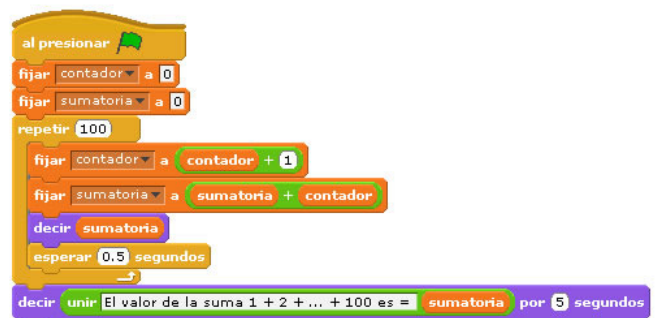 al presionar
fijar contador a 0
fijar sumatoria a 0
repetir 100
fijar contador a contador + 1
fijar sumatoria a sumatoria + contador
decir sumatoria
esperar 0.5 segundos
decir unir El valor de la suma 1 + 2 + ... + 100 es = sumatoria por 5 segundos